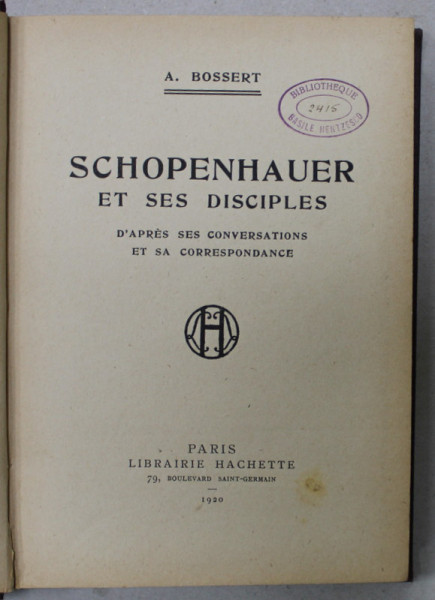 A. BOSSERT
BIBLIOTHEQUE
2415
BASILE
SCHOPENHAUER
ET SES DISCIPLES
D'APRÈS SES CONVERSATIONS
ET SA CORRESPONDANCE
H
PARIS
LIBRAIRIE HACHETTE
79, BOULEVARD SAINT-GERMAIN
—
1920